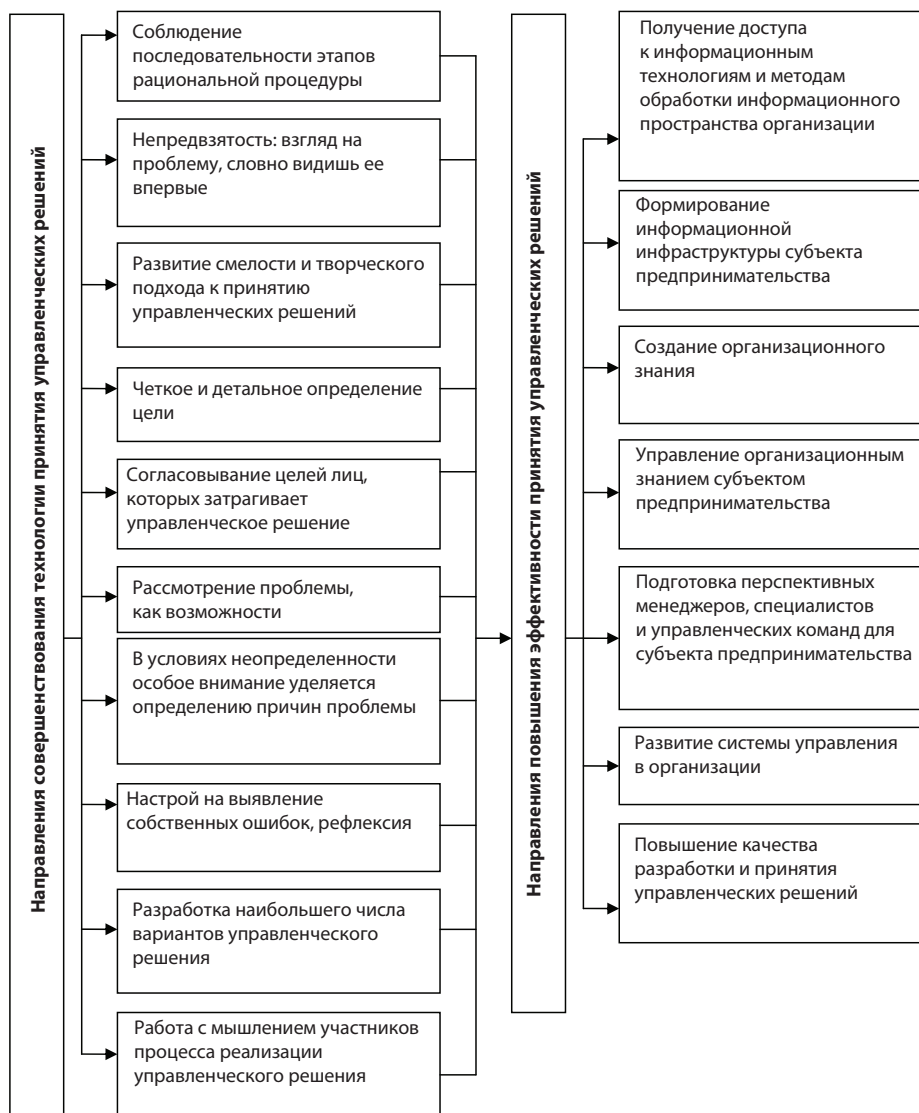 Направления совершенствования технологии принятия управленческих решений
Соблюдение
последовательности этапов
рациональной процедуры
Непредвзятость: взгляд на
проблему, словно видишь ее
впервые
Развитие смелости и творческого
подхода к принятию
управленческих решений
Четкое и детальное определение
цели
Согласовывание целей лиц,
которых затрагивает
управленческое решение
Рассмотрение проблемы,
как возможности
В условиях неопределенности
особое внимание уделяется
определению причин проблемы
Настрой на выявление
собственных ошибок, рефлексия
Разработка наибольшего числа
вариантов управленческого
решения
Работа с мышлением участников
процесса реализации
управленческого решения
Направления повышения эффективности принятия управленческих решений
Получение доступа
к информационным
технологиям и методам
обработки информационного
пространства организации
Формирование
информационной
инфраструктуры субъекта
предпринимательства
Создание организационного
знания
Управление организационным
знанием субъектом
предпринимательства
Подготовка перспективных
менеджеров, специалистов
и управленческих команд для
субъекта предпринимательства
Развитие системы управления
в организации
Повышение качества
разработки и принятия
управленческих решений